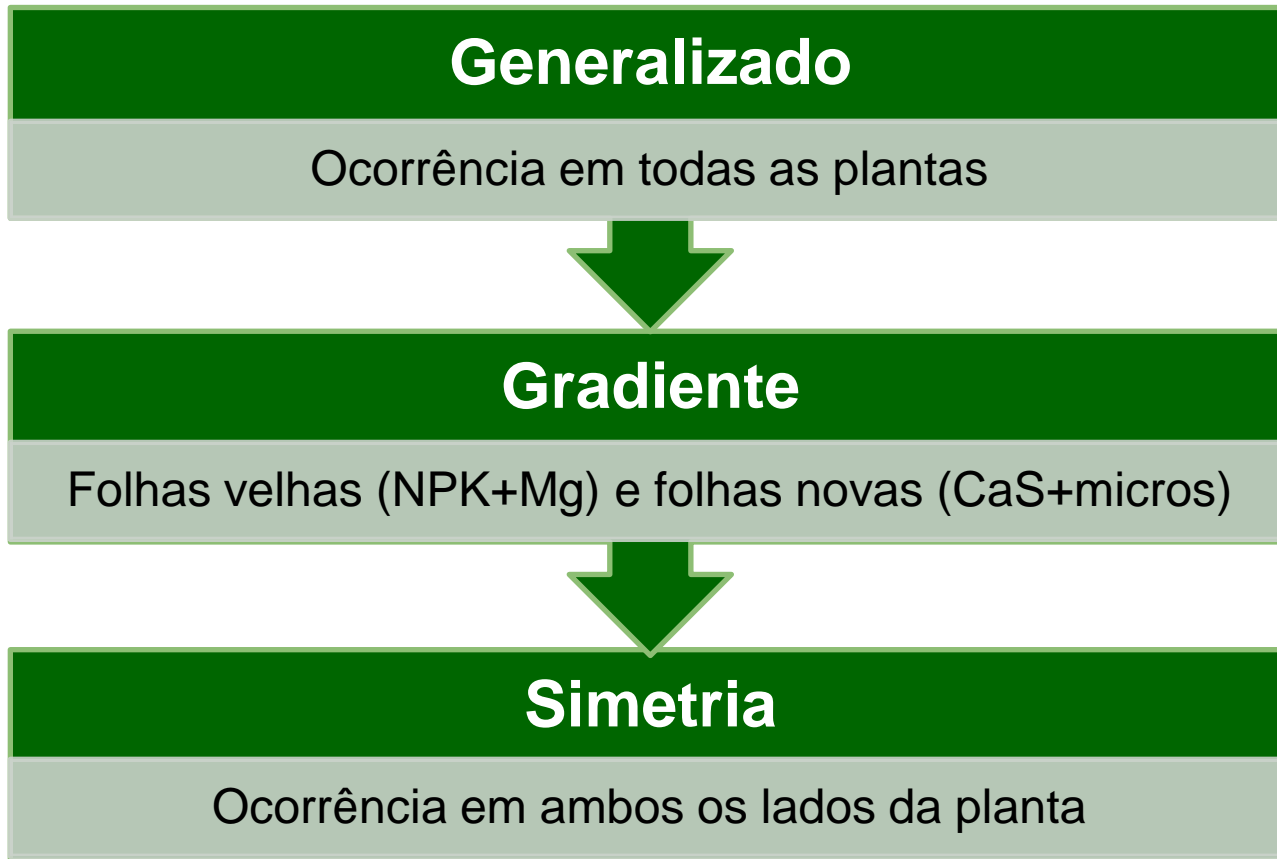 Generalizado
Ocorrência em todas as plantas
Gradiente
Folhas velhas (NPK+Mg) e folhas novas (CaS+micros)
Simetria
Ocorrência em ambos os lados da planta